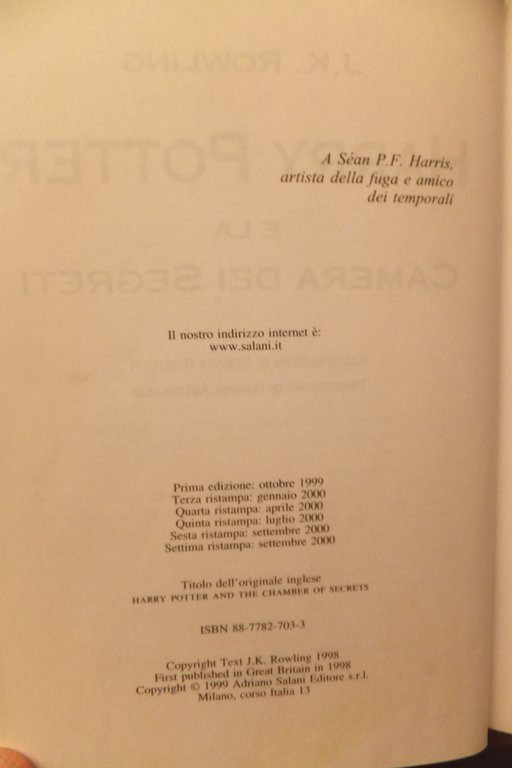 A Séan P.F. Harris,
artista della fuga e amico
dei temporali
Il nostro indirizzo internet è:
www.salani.it
Prima edizione: ottobre 1999
Terza ristampa: gennaio 2000
Quarta ristampa: aprile 2000
Quinta ristampa: luglio 2000
Sesta ristampa: settembre 2000
Settima ristampa: settembre 2000
Titolo dell'originale inglese
HARRY POTTER AND THE CHAMBER OF SECRETS
ISBN 88-7782-703-3
Copyright Text J.K. Rowling 1998
First published in Great Britain in 1998
Copyright © 1999 Adriano Salani Editore s.r.l.
Milano, corso Italia 13